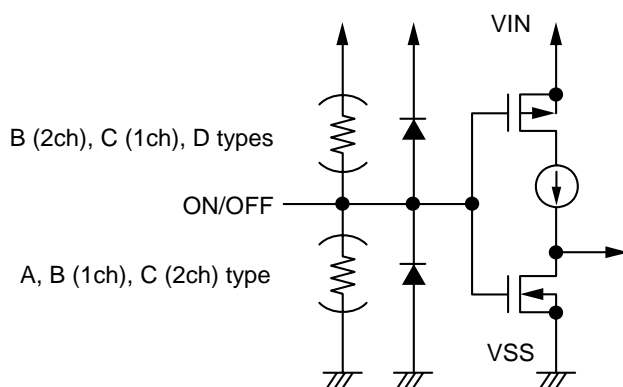 VIN
B (2ch), C (1ch), D types
ON/OFF
A, B (1ch), C (2ch) type
VSS